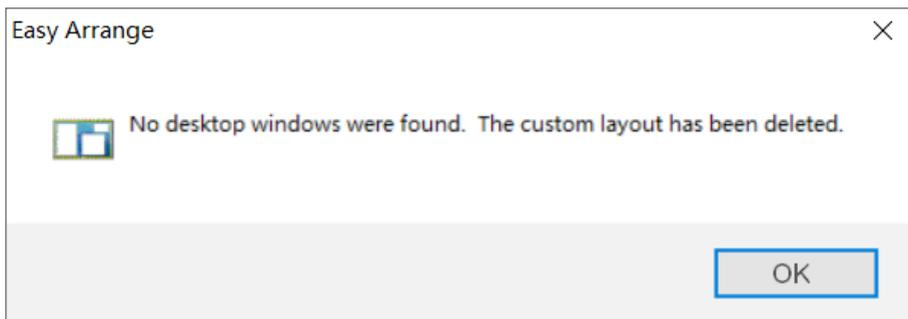 Easy Arrange
No desktop windows were found.  The custom layout has been deleted.
OK